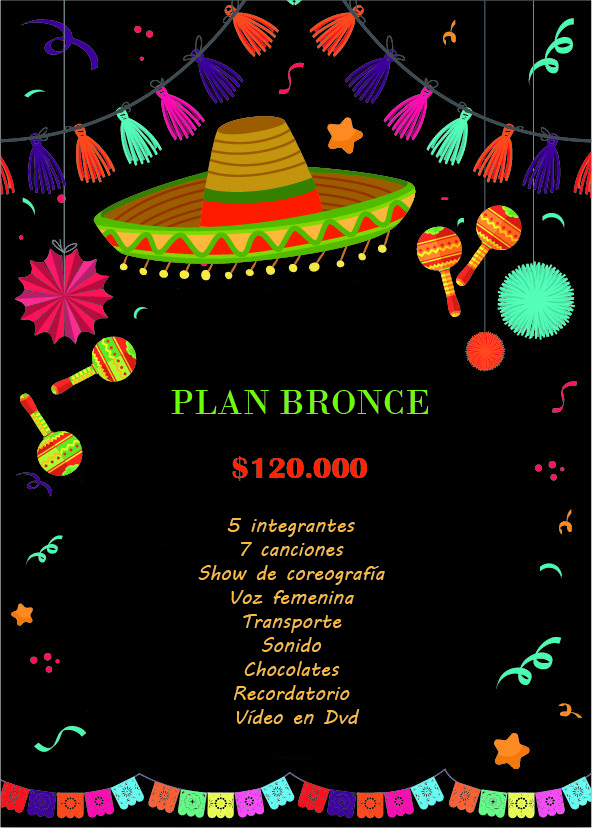 PLAN BRONCE
$120.000
5 integrantes
7 canciones
Show de coreografía
Voz femenina
Transporte
Sonido
Chocolates
Recordatorio
Vídeo en Dvd